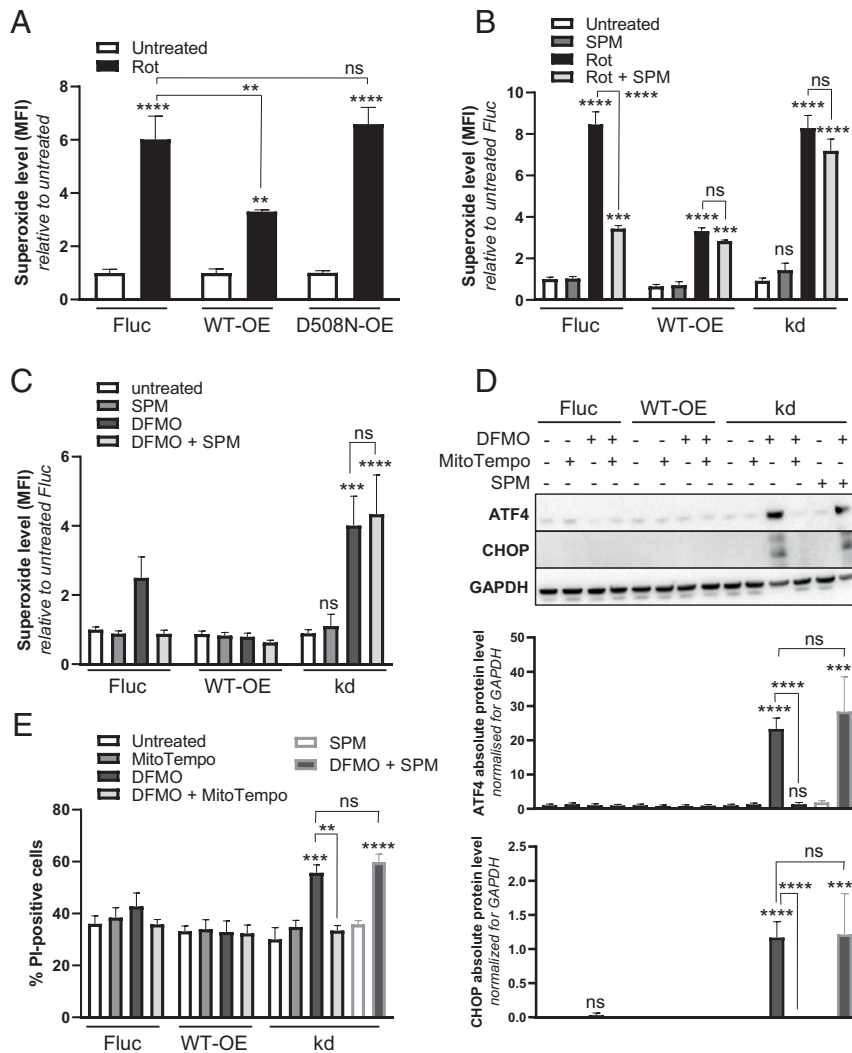 A
Untreated
Rot
ns
**
****
**
****
Superoxide level (MFI)
relative to untreated
8
6
4
2
0
Fluc
WT-OE
D508N-OE
B
Untreated
SPM
Rot
Rot + SPM
****
****
***
ns
****
***
ns
ns
****
****
Superoxide level (MFI)
relative to untreated Fluc
10
8
6
4
2
0
Fluc
WT-OE
kd
C
untreated
SPM
DFMO
DFMO + SPM
ns
****
***
ns
Superoxide level (MFI)
relative to untreated Fluc
6
4
2
0
Fluc
WT-OE
kd
D
Fluc WT-OE kd
DFMO - - + + - - + + - - + + - +
MitoTempo - + - + - + - + - + - +
SPM + +
ATF4
CHOP
GAPDH
ATF4 absolute protein level
normalised for GAPDH
50
40
30
20
10
0
ns
****
****
ns
***
CHOP absolute protein level
normalized for GAPDH
2.5
2.0
1.5
1.0
0.5
0.0
ns
ns
****
****
***
E
Untreated
MitoTempo
DFMO
DFMO + MitoTempo
SPM
DFMO + SPM
ns
**
***
****
% PI-positive cells
80
60
40
20
0
Fluc
WT-OE
kd